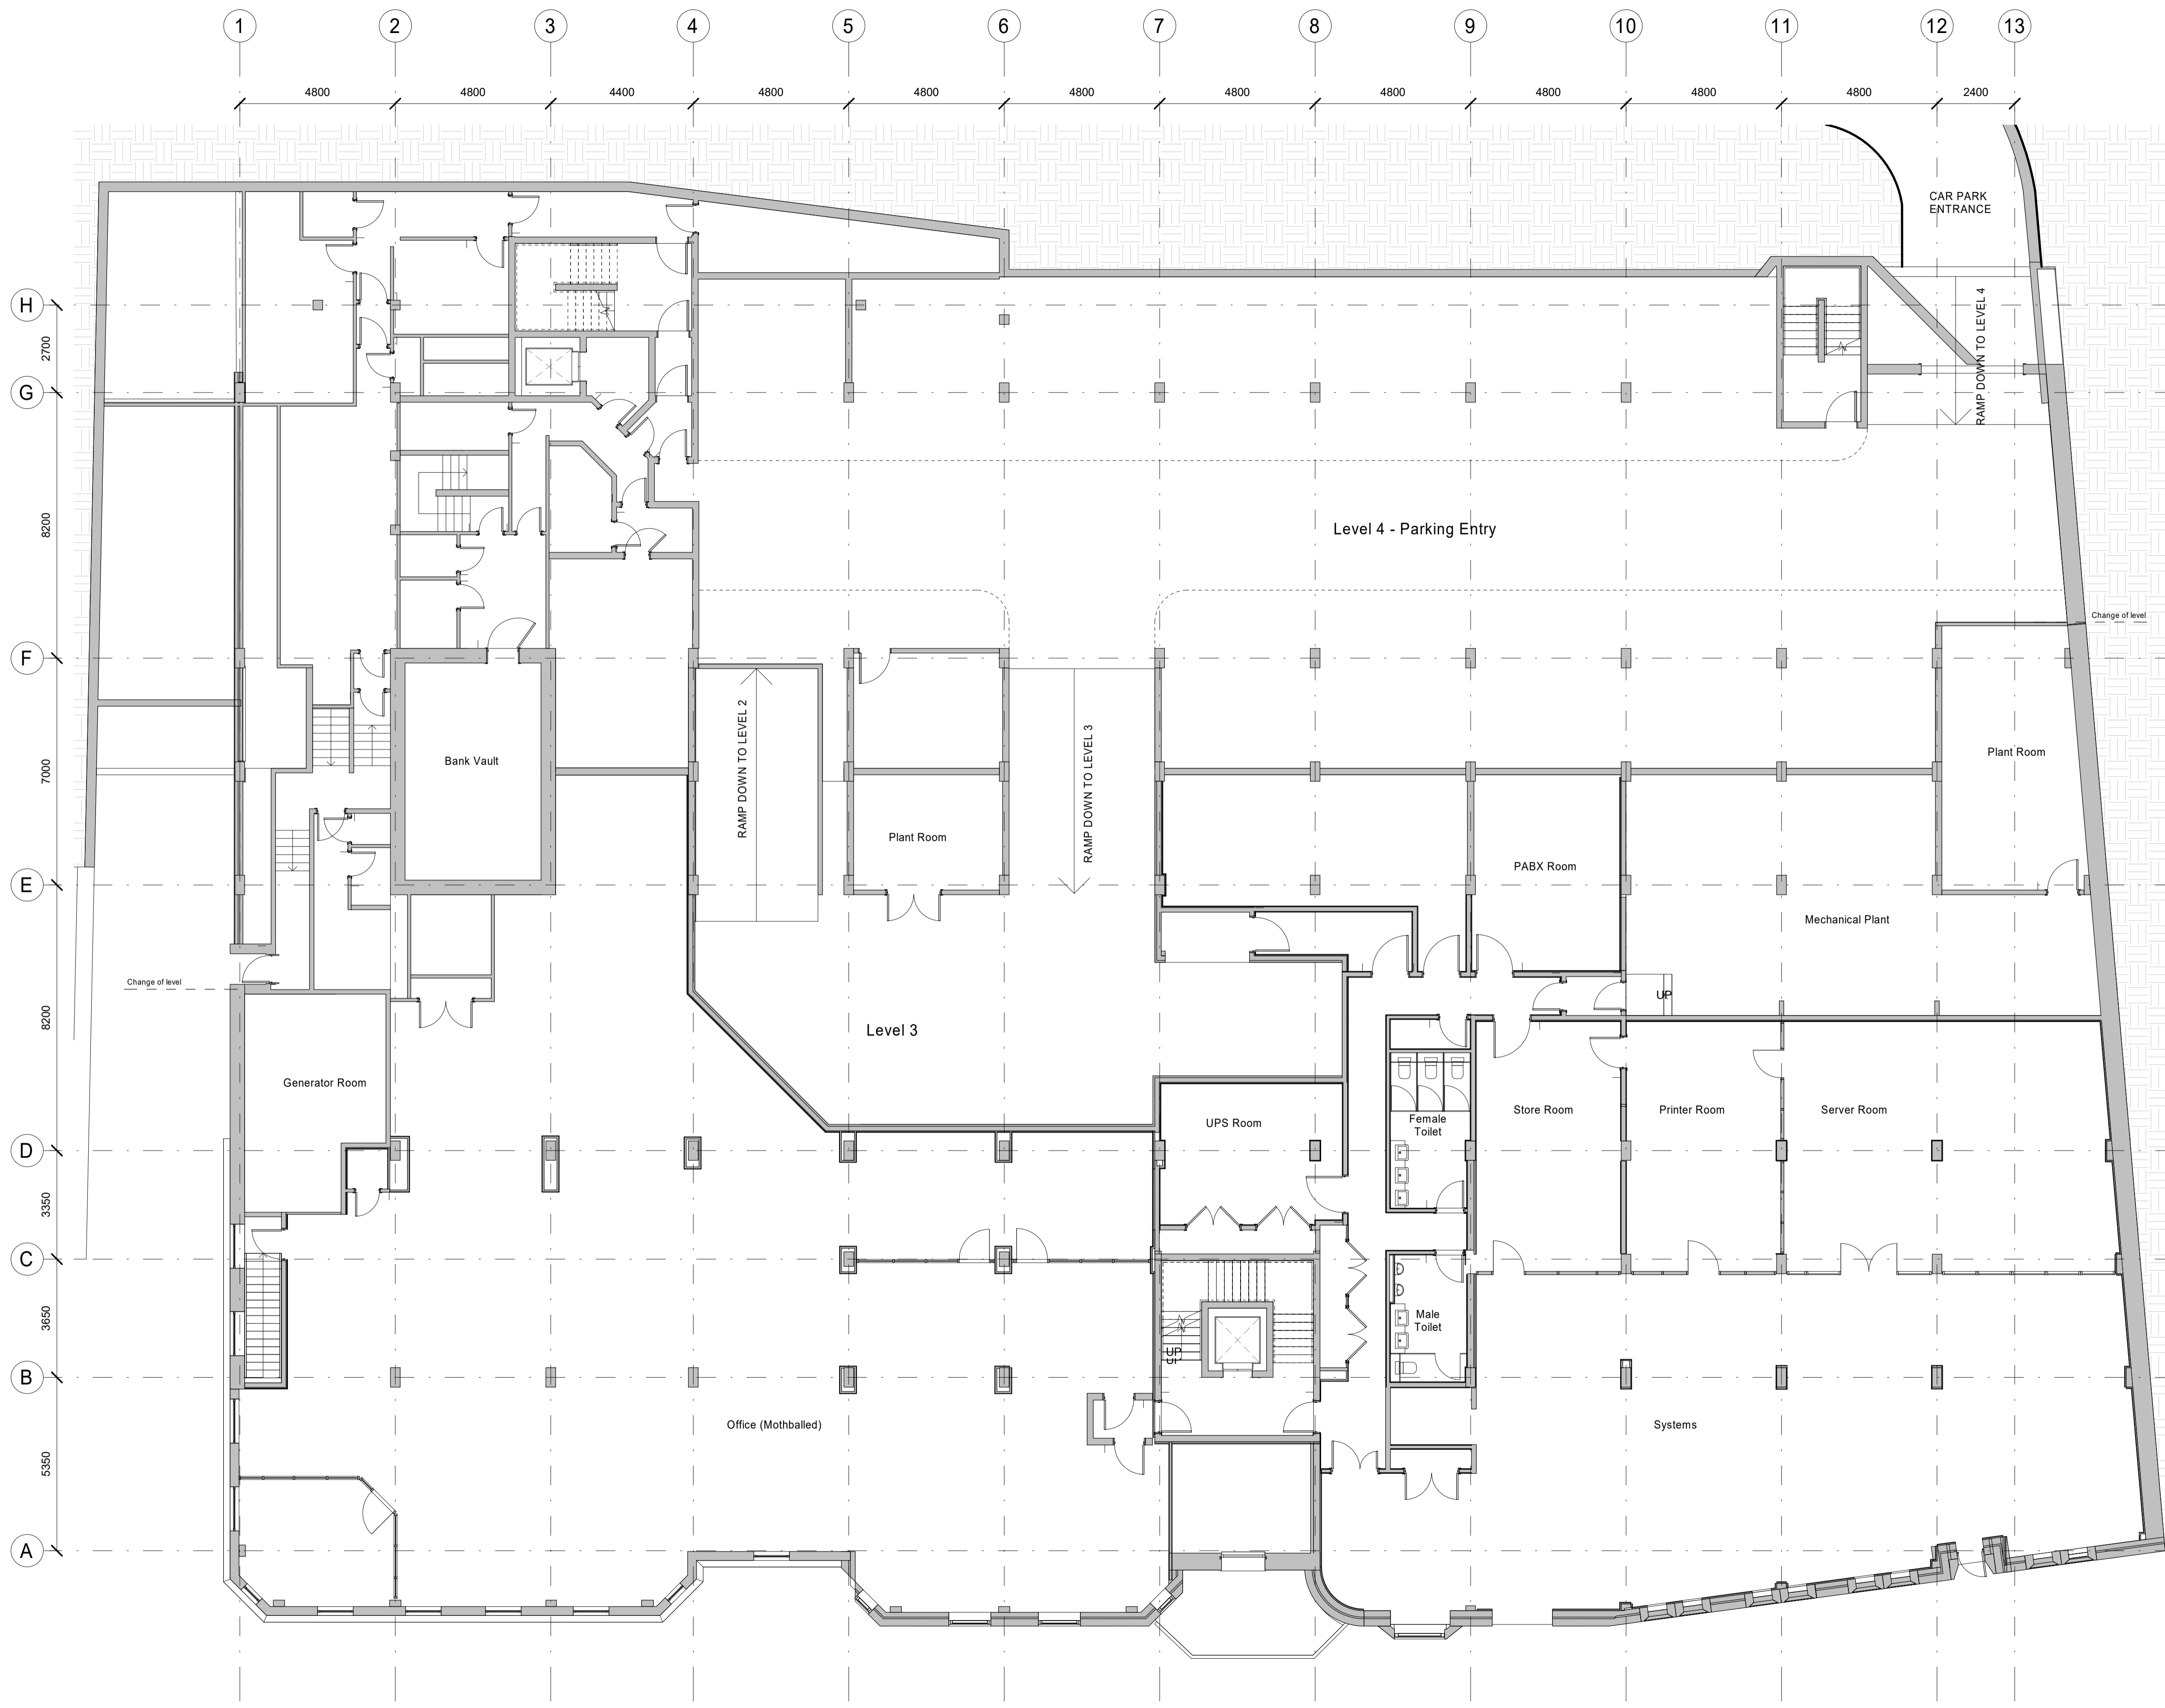 1 2 3 4 5 6 7 8 9 10 11 12 13
4800 4800 4400 4800 4800 4800 4800 4800 4800 4800 4800 2400
CAR PARK
ENTRANCE
H
RAMP DOWN TO LEVEL 4
2700
G
8200
Level 4 - Parking Entry
Change of level
F
RAMP DOWN TO LEVEL 2
RAMP DOWN TO LEVEL 3
Plant Room
7000
Bank Vault
Plant Room
PABX Room
E
Mechanical Plant
Change of level
UP
8200
Level 3
Generator Room
Store Room
Printer Room
Server Room
UPS Room
Female
Toilet
D
3350
C
3650
Male
Toilet
UP
UP
B
Office (Mothballed)
Systems
5350
A